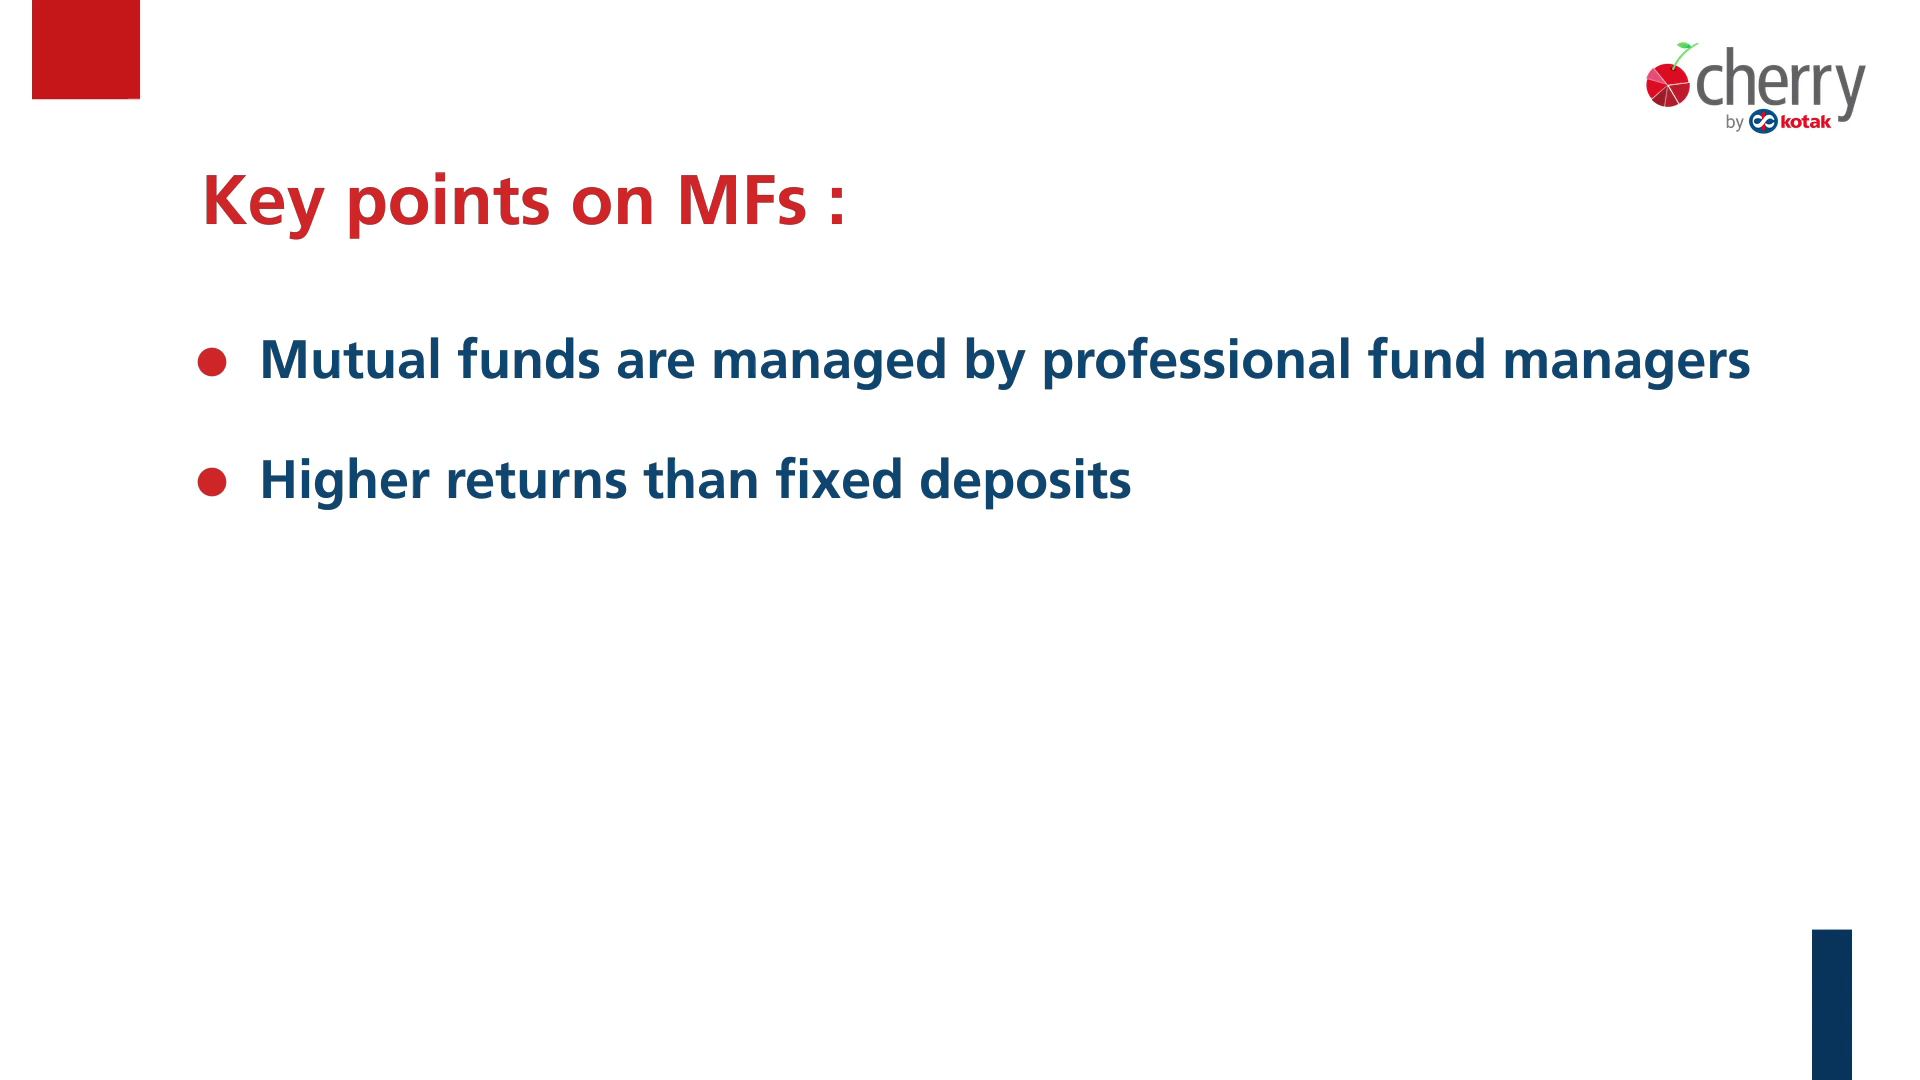 cherry
by kotak
Key points on MFs :
Mutual funds are managed by professional fund managers
Higher returns than fixed deposits